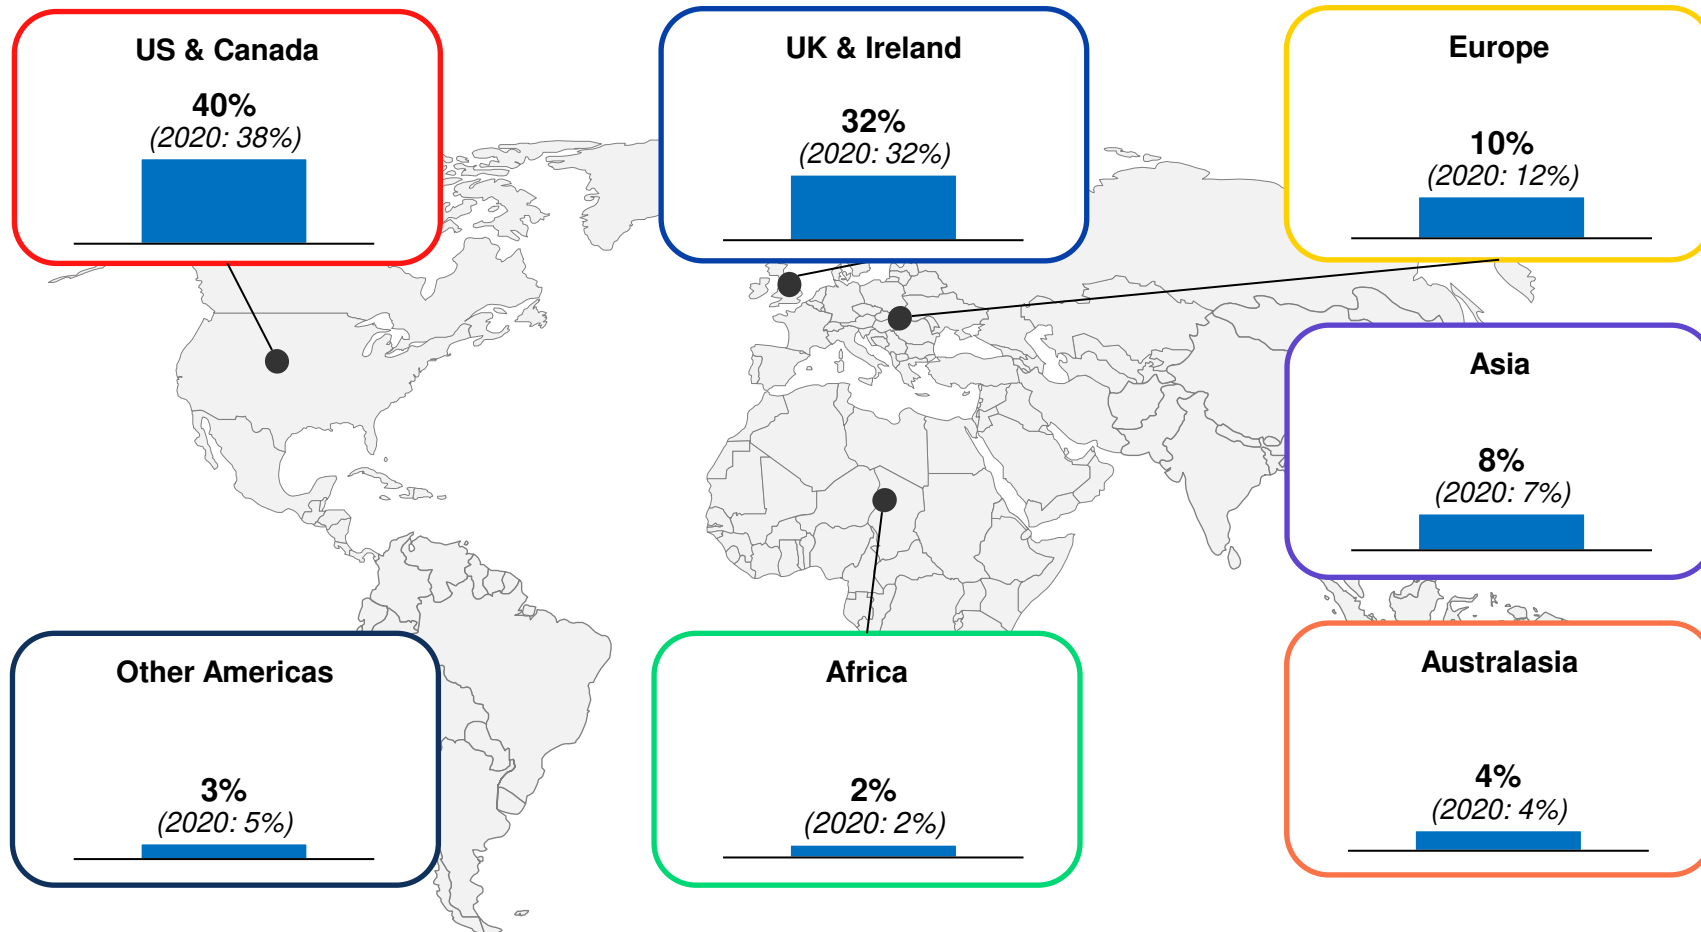 US & Canada
40%
(2020: 38%)
UK & Ireland
32%
(2020: 32%)
Europe
10%
(2020: 12%)
Asia
8%
(2020: 7%)
Other Americas
3%
(2020: 5%)
Africa
2%
(2020: 2%)
Australasia
4%
(2020: 4%)